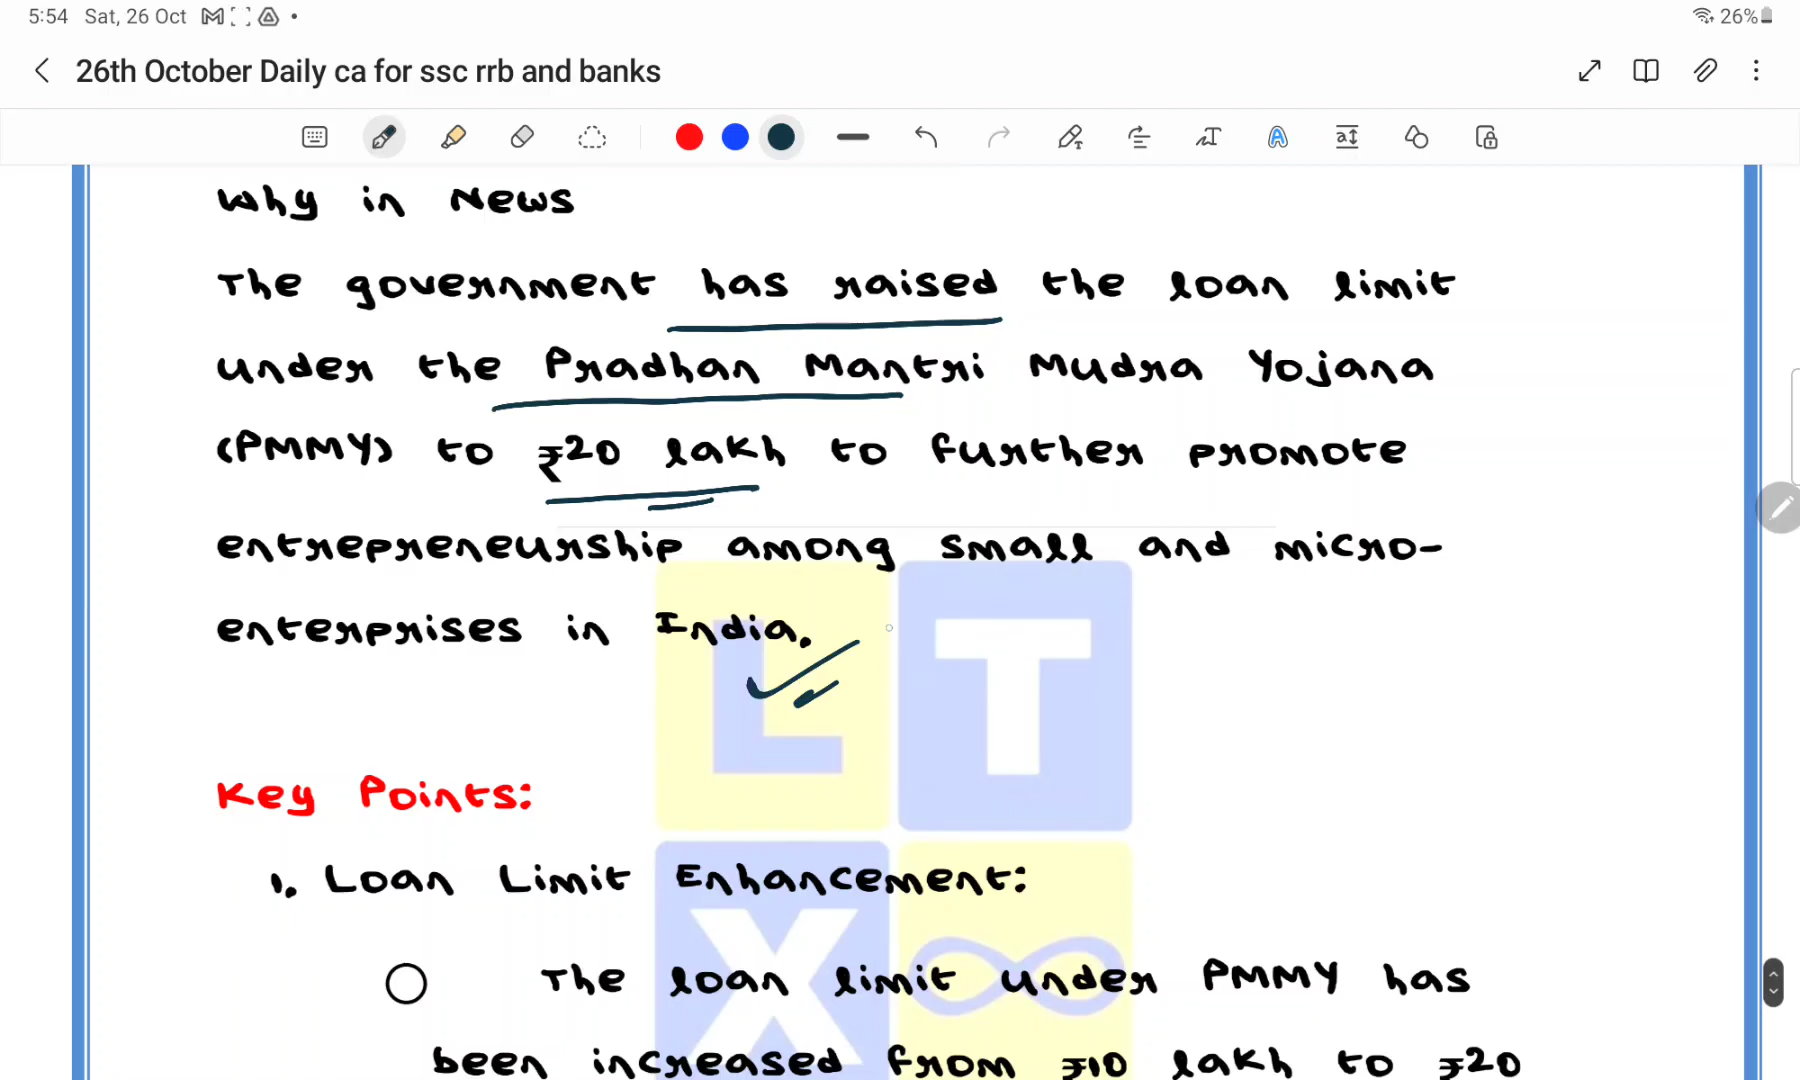 5:54 Sat, 26 Oct
26%
26th October Daily ca for ssc rrb and banks
Why in News
The government has raised the loan limit
under the Pradhan Mantri Mudra Yojana
(PMMY) to ₹20 lakh to further promote
entrepreneurship among small and micro-
enterprises in India.
L T
Key Points:
1. Loan Limit Enhancement:
X ∞
The loan limit under PMMY has
been increased from ₹10 lakh to ₹20